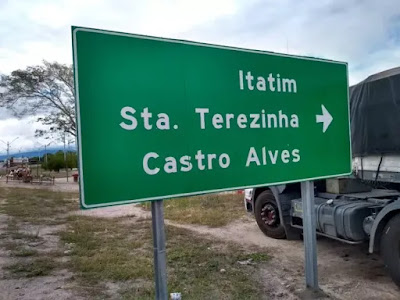 Itatim
Sta. Terezinha
Castro Alves